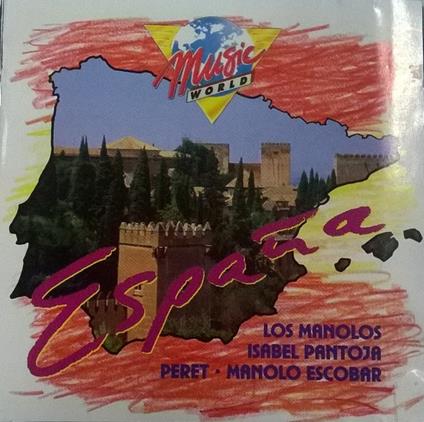 Music
WORLD
España
LOS MANOLOS
ISABEL PANTOJA
PERET · MANOLO ESCOBAR